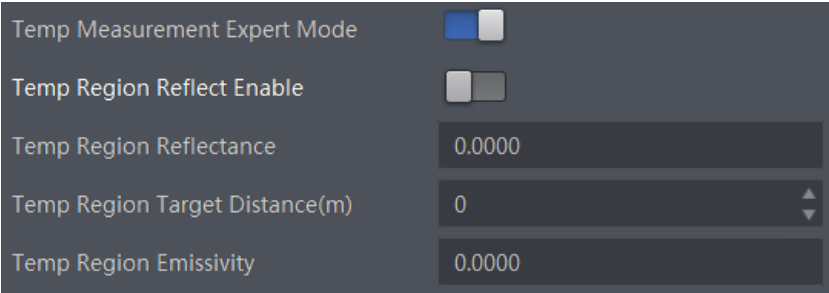 Temp Measurement Expert Mode
Temp Region Reflect Enable
Temp Region Reflectance 0.0000
Temp Region Target Distance(m) 0
Temp Region Emissivity 0.0000